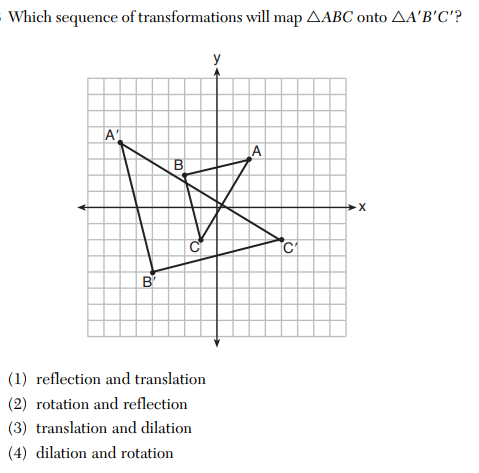 Which sequence of transformations will map △ABC onto △A′B′C′?
y
A′
A
B
x
C
C′
B′
(1) reflection and translation
(2) rotation and reflection
(3) translation and dilation
(4) dilation and rotation